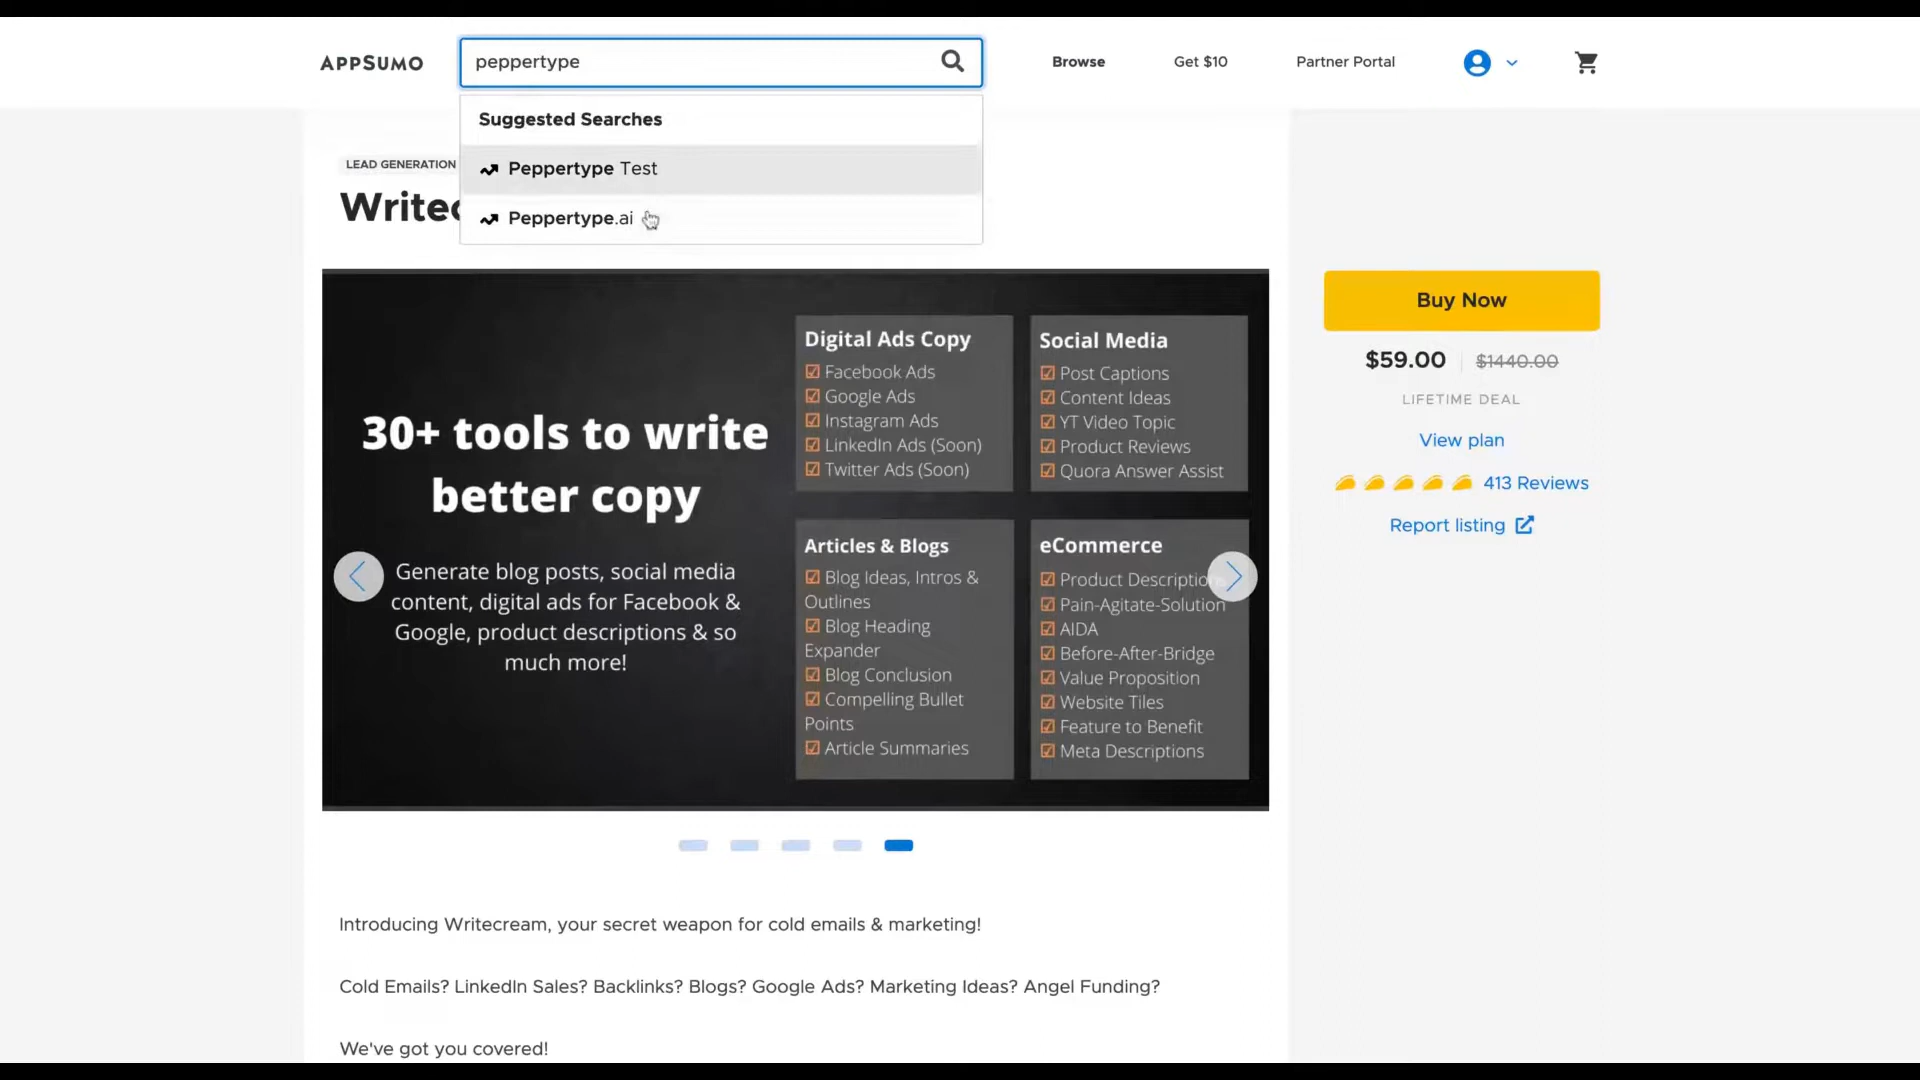 APPSUMO
peppertype
Browse
Get $10
Partner Portal
Suggested Searches
Peppertype Test
Peppertype.ai
LEAD GENERATION
30+ tools to write
better copy
Generate blog posts, social media
content, digital ads for Facebook &
Google, product descriptions & so
much more!
Digital Ads Copy
Facebook Ads
Google Ads
Instagram Ads
LinkedIn Ads (Soon)
Twitter Ads (Soon)
Social Media
Post Captions
Content Ideas
YT Video Topic
Product Reviews
Quora Answer Assist
Articles & Blogs
Blog Ideas, Intros &
Outlines
Blog Heading
Expander
Blog Conclusion
Compelling Bullet
Points
Article Summaries
eCommerce
Pain-Agitate-Solution
AIDA
Before-After-Bridge
Value Proposition
Website Tiles
Feature to Benefit
Meta Descriptions
Buy Now
$59.00
$1440.00
LIFETIME DEAL
View plan
413 Reviews
Report listing
Introducing Writecream, your secret weapon for cold emails & marketing!
Cold Emails? LinkedIn Sales? Backlinks? Blogs? Google Ads? Marketing Ideas? Angel Funding?
We've got you covered!